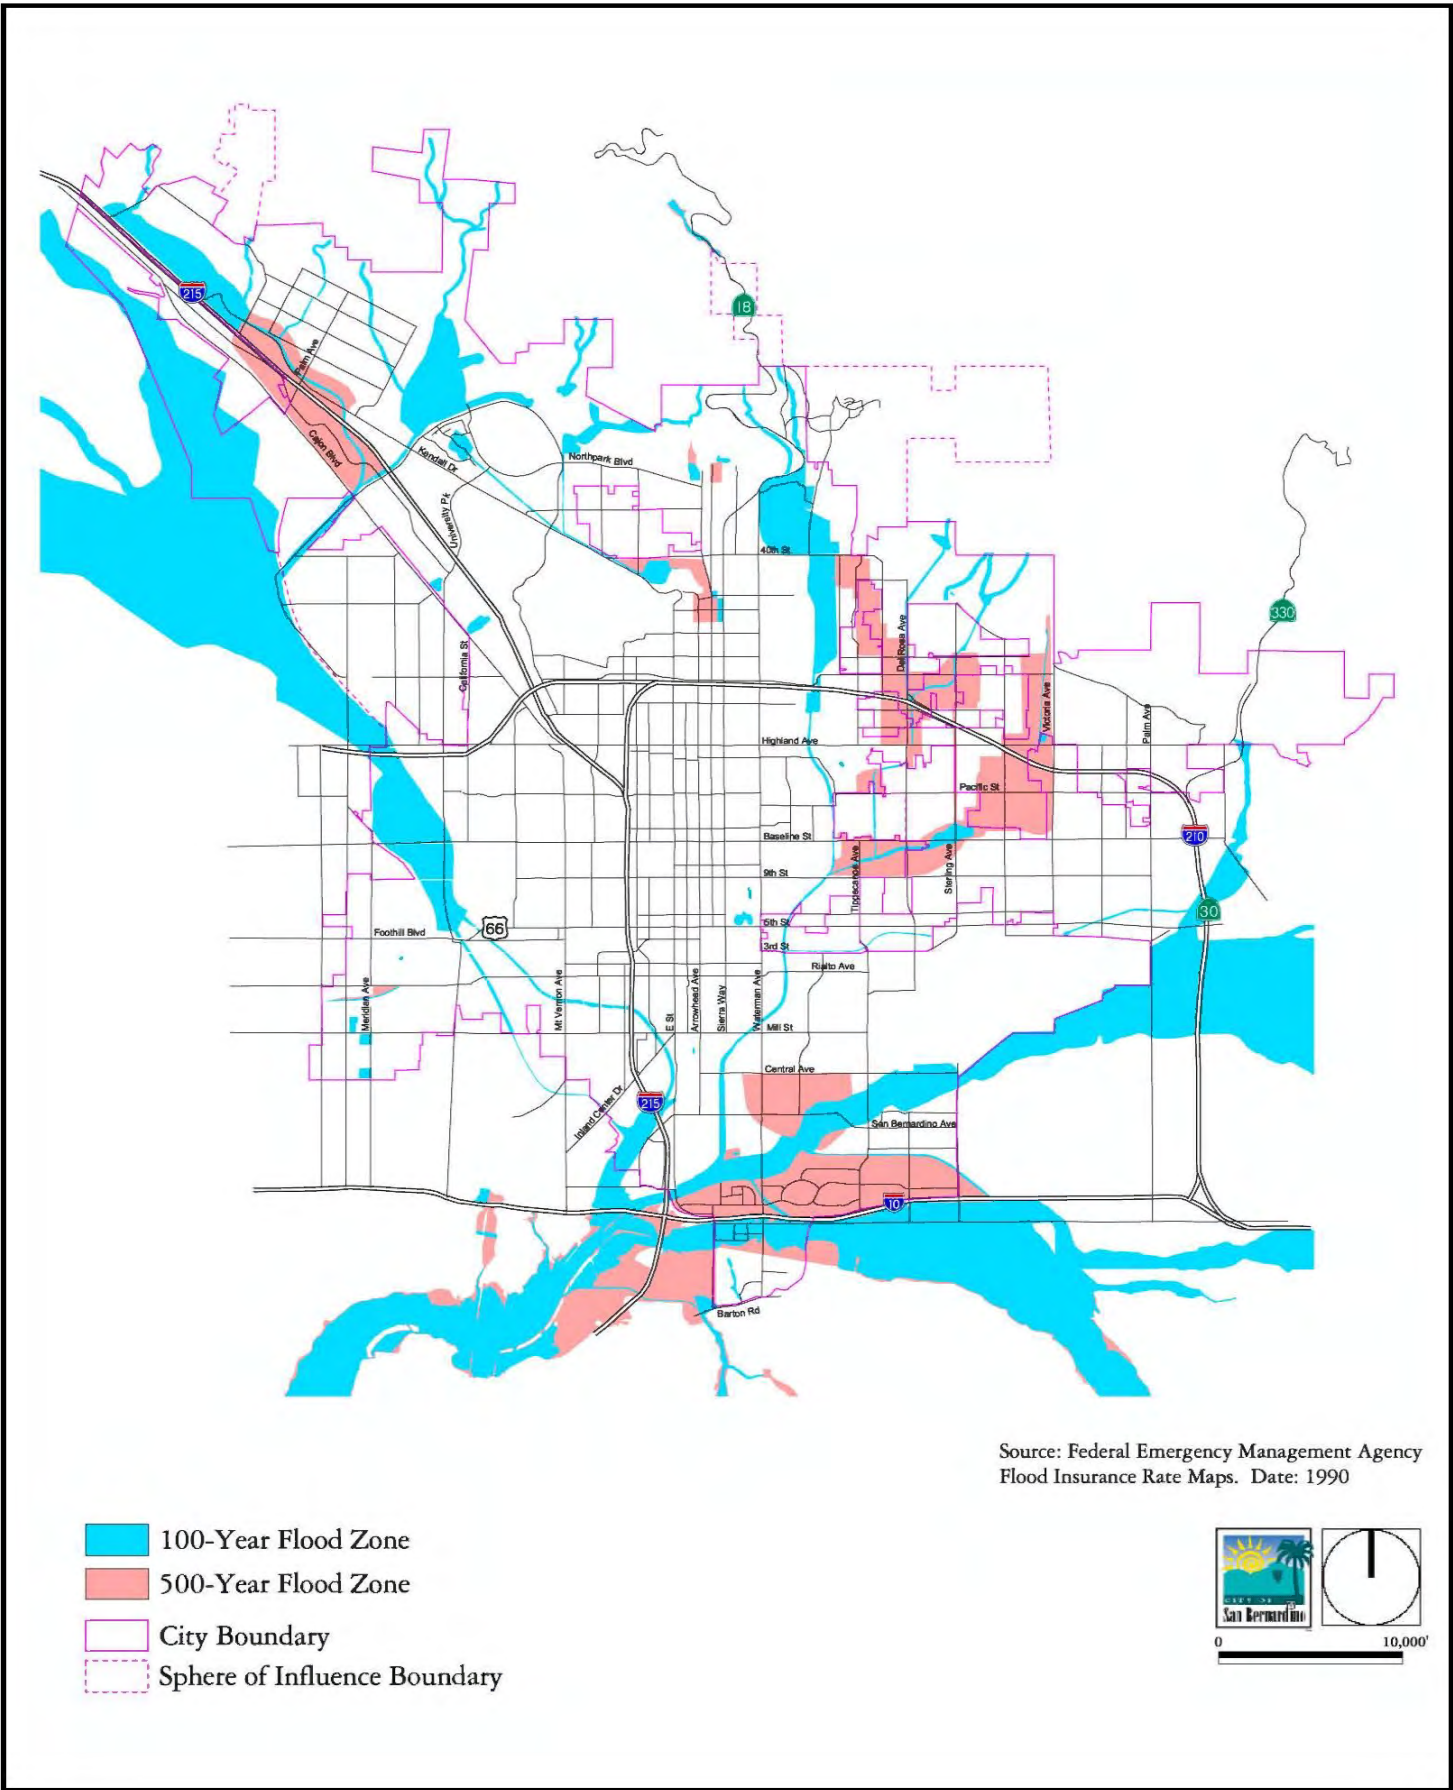 215
Palm Ave
18
Cajon Blvd
Kendall Dr
Northpark Blvd
University Pk
40th St
330
Del Rosa Ave
California St
Victoria Ave
Palm Ave
Highland Ave
Pacific St
Baseline St
210
9th St
Tippecanoe Ave
Sterling Ave
30
66
5th St
Foothill Blvd
3rd St
Rialto Ave
Meridian Ave
Mt Vernon Ave
E St
Arrowhead Ave
Sierra Way
Waterman Ave
Mill St
Central Ave
Inland Center Dr
215
San Bernardino Ave
10
Barton Rd
Source: Federal Emergency Management Agency
Flood Insurance Rate Maps. Date: 1990
100-Year Flood Zone
500-Year Flood Zone
City Boundary
Sphere of Influence Boundary
CITY OF
San Bernardino
0 10,000'